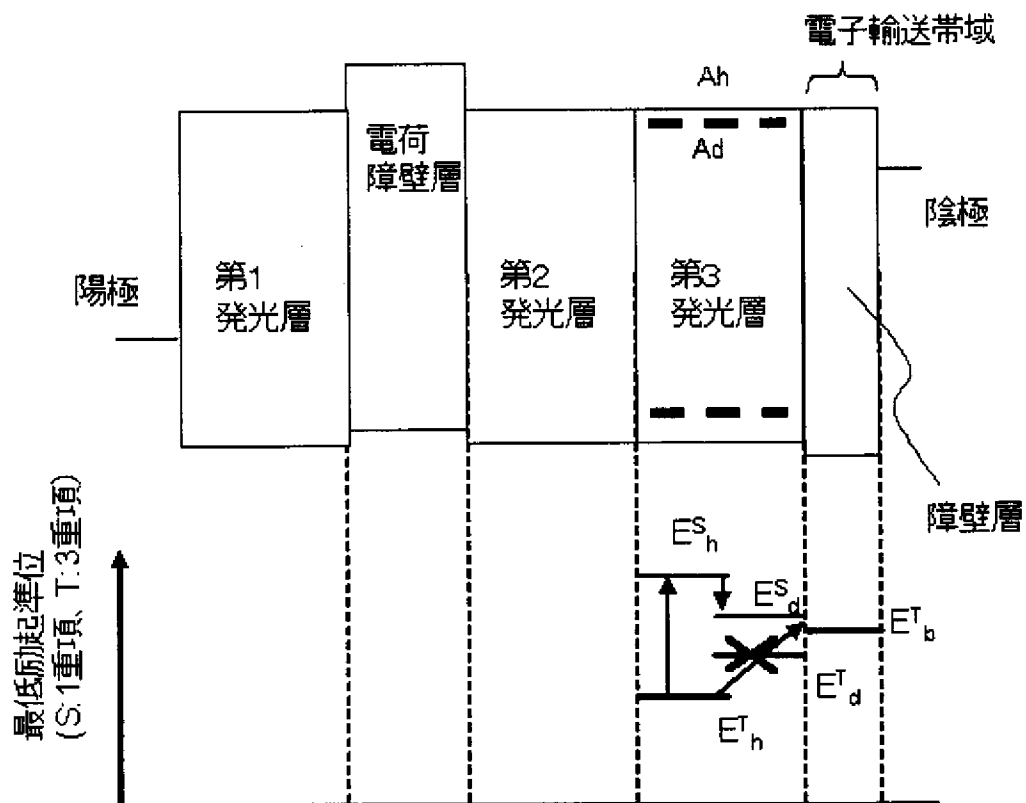 電子輸送帯域
Ah
電荷
障壁層
Ad
陰極
陽極
第1
発光層
第2
発光層
第3
発光層
障壁層
最低励起準位
(S:1重項、T:3重項)
E^S_h
E^S_d
E^T_b
E^T_d
E^T_h